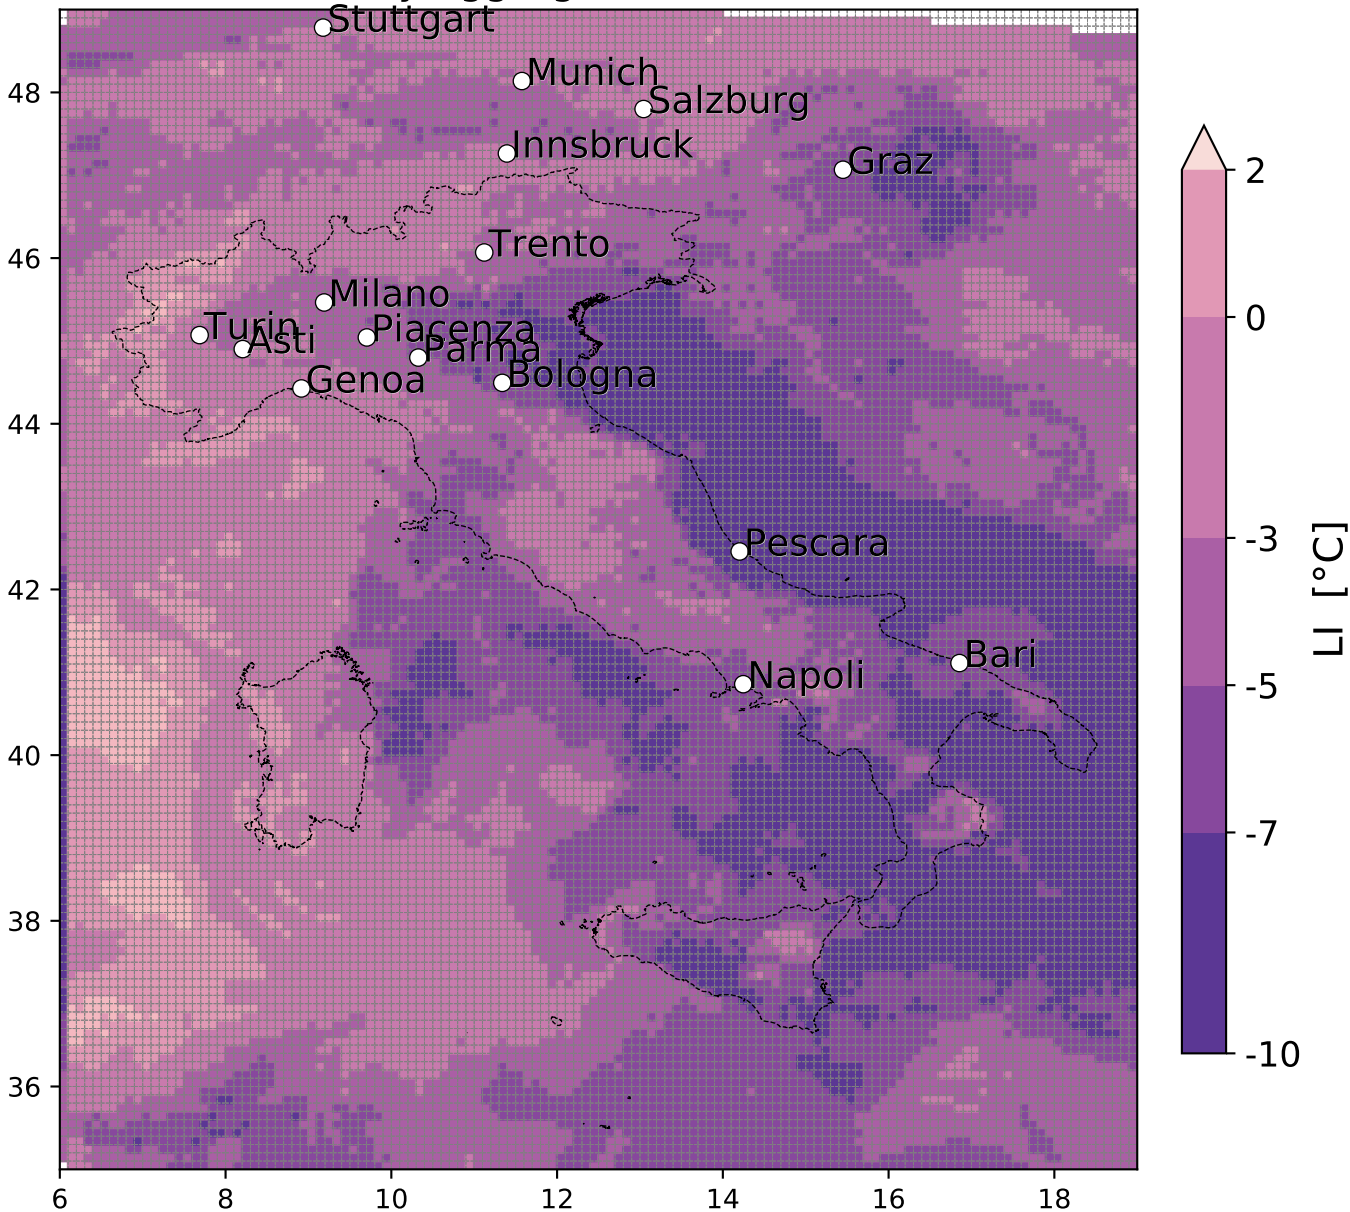 Stuttgart
Munich
Salzburg
Innsbruck
Graz
Trento
Milano
Turin
Asti
Piacenza
Parma
Genoa
Bologna
Pescara
Bari
Napoli
48
46
44
42
40
38
36
6
8
10
12
14
16
18
2
0
-3
-5
-7
-10
LI [°C]